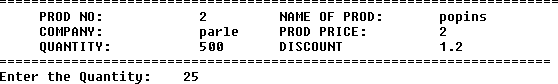 PROD NO: 2 NAME OF PROD: popins
COMPANY: parle PROD PRICE: 2
QUANTITY: 500 DISCOUNT 1.2
Enter the Quantity: 25